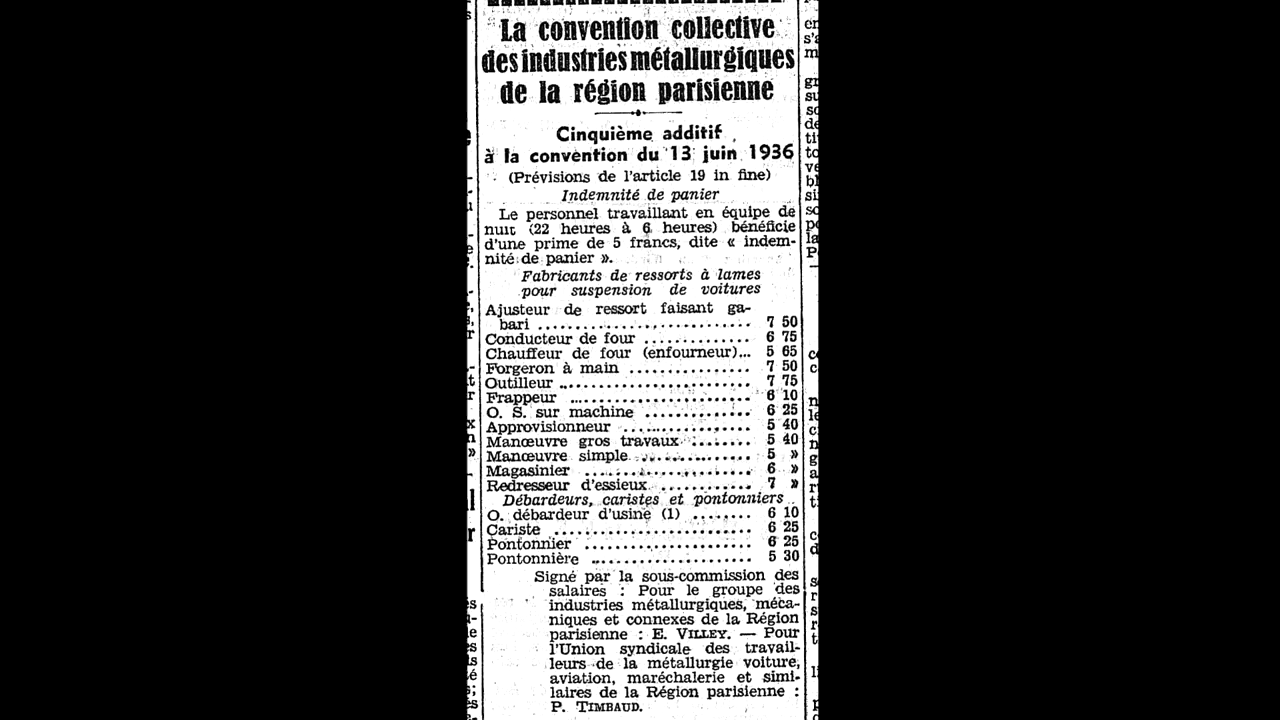 La convention collective
des industries métallurgiques
de la région parisienne
Cinquième additif
à la convention du 13 juin 1936
(Prévisions de l'article 19 in fine)
Indemnité de panier
Le personnel travaillant en équipe de
nuit (22 heures à 6 heures) bénéficie
d'une prime de 5 francs, dite « indem-
nité de panier ».
Fabricants de ressorts à lames
pour suspension de voitures
Ajusteur de ressort faisant ga-
bari .............................. 7 50
Conducteur de four .............. 6 75
Chauffeur de four (enfourneur)... 5 65
Forgeron à main ................ 7 50
Outilleur .......................... 7 75
Frappeur .......................... 6 10
O. S. sur machine .............. 6 25
Approvisionneur ................ 5 40
Manœuvre gros travaux ........ 5 40
Manœuvre simple .............. 5 »
Magasinier ...................... 6 »
Redresseur d'essieux ............ 7 »
Débardeurs, caristes et pontonniers
O. débardeur d'usine (1) ........ 6 10
Cariste .......................... 6 25
Pontonnier ...................... 6 25
Pontonnière ...................... 5 30
Signé par la sous-commission des
salaires : Pour le groupe des
industries métallurgiques, méca-
niques et connexes de la Région
parisienne : E. VILLEY. — Pour
l'Union syndicale des travail-
leurs de la métallurgie voiture,
aviation, maréchalerie et simi-
laires de la Région parisienne :
P. TIMBAUD.